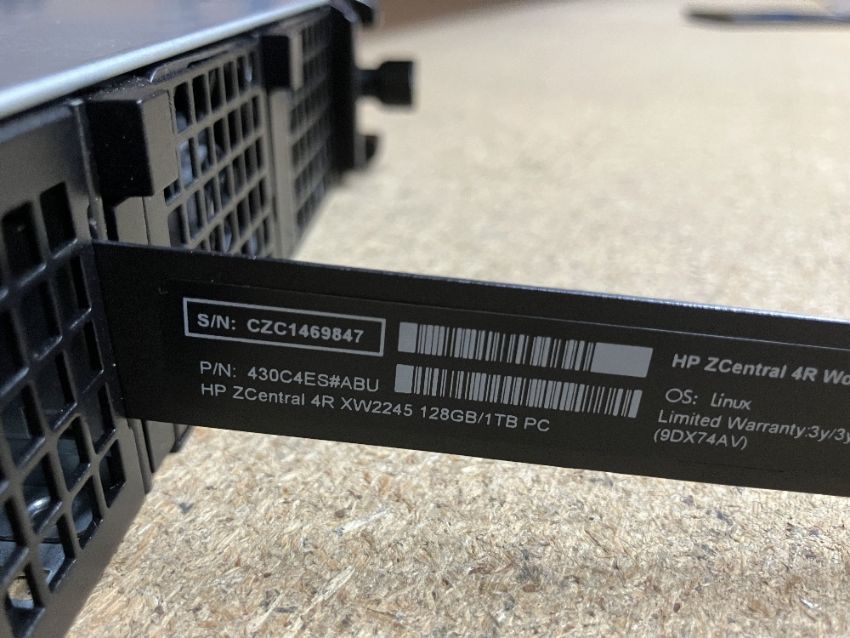 S/N: CZC1469847
P/N: 430C4ES#ABU
HP ZCentral 4R XW2245 128GB/1TB PC
HP ZCentral 4R Wo
OS: Linux
Limited Warranty:3y/3y
(9DX74AV)